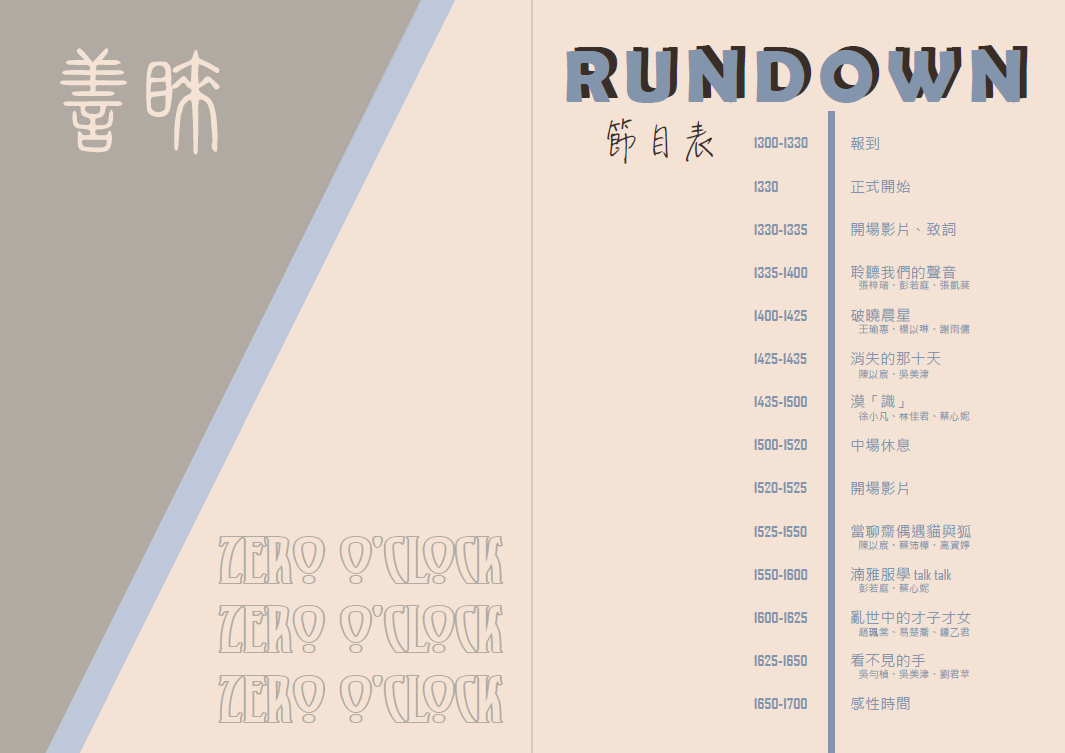 善眯
ZERO O'CLOCK
ZERO O'CLOCK
ZERO O'CLOCK
RUNDOWN
節目表
1300-1330 報到
1330 正式開始
1330-1335 開場影片、致詞
1335-1400 聆聽我們的聲音
張梓瑞、彭若庭、張凱棻
1400-1425 破曉晨星
王瑜惠、楊以琳、謝雨儒
1425-1435 消失的那十天
陳以宸、吳美津
1435-1500 漠「識」
徐小凡、林佳君、蔡心妮
1500-1520 中場休息
1520-1525 開場影片
1525-1550 當聊齋偶遇貓與狐
陳以宸、蔡沛樺、高資婷
1550-1600 湳雅服學 talk talk
彭若庭、蔡心妮
1600-1625 亂世中的才子才女
趙珮棠、易楚喬、鍾乙君
1625-1650 看不見的手
吳勻楨、吳美津、劉君苹
1650-1700 感性時間